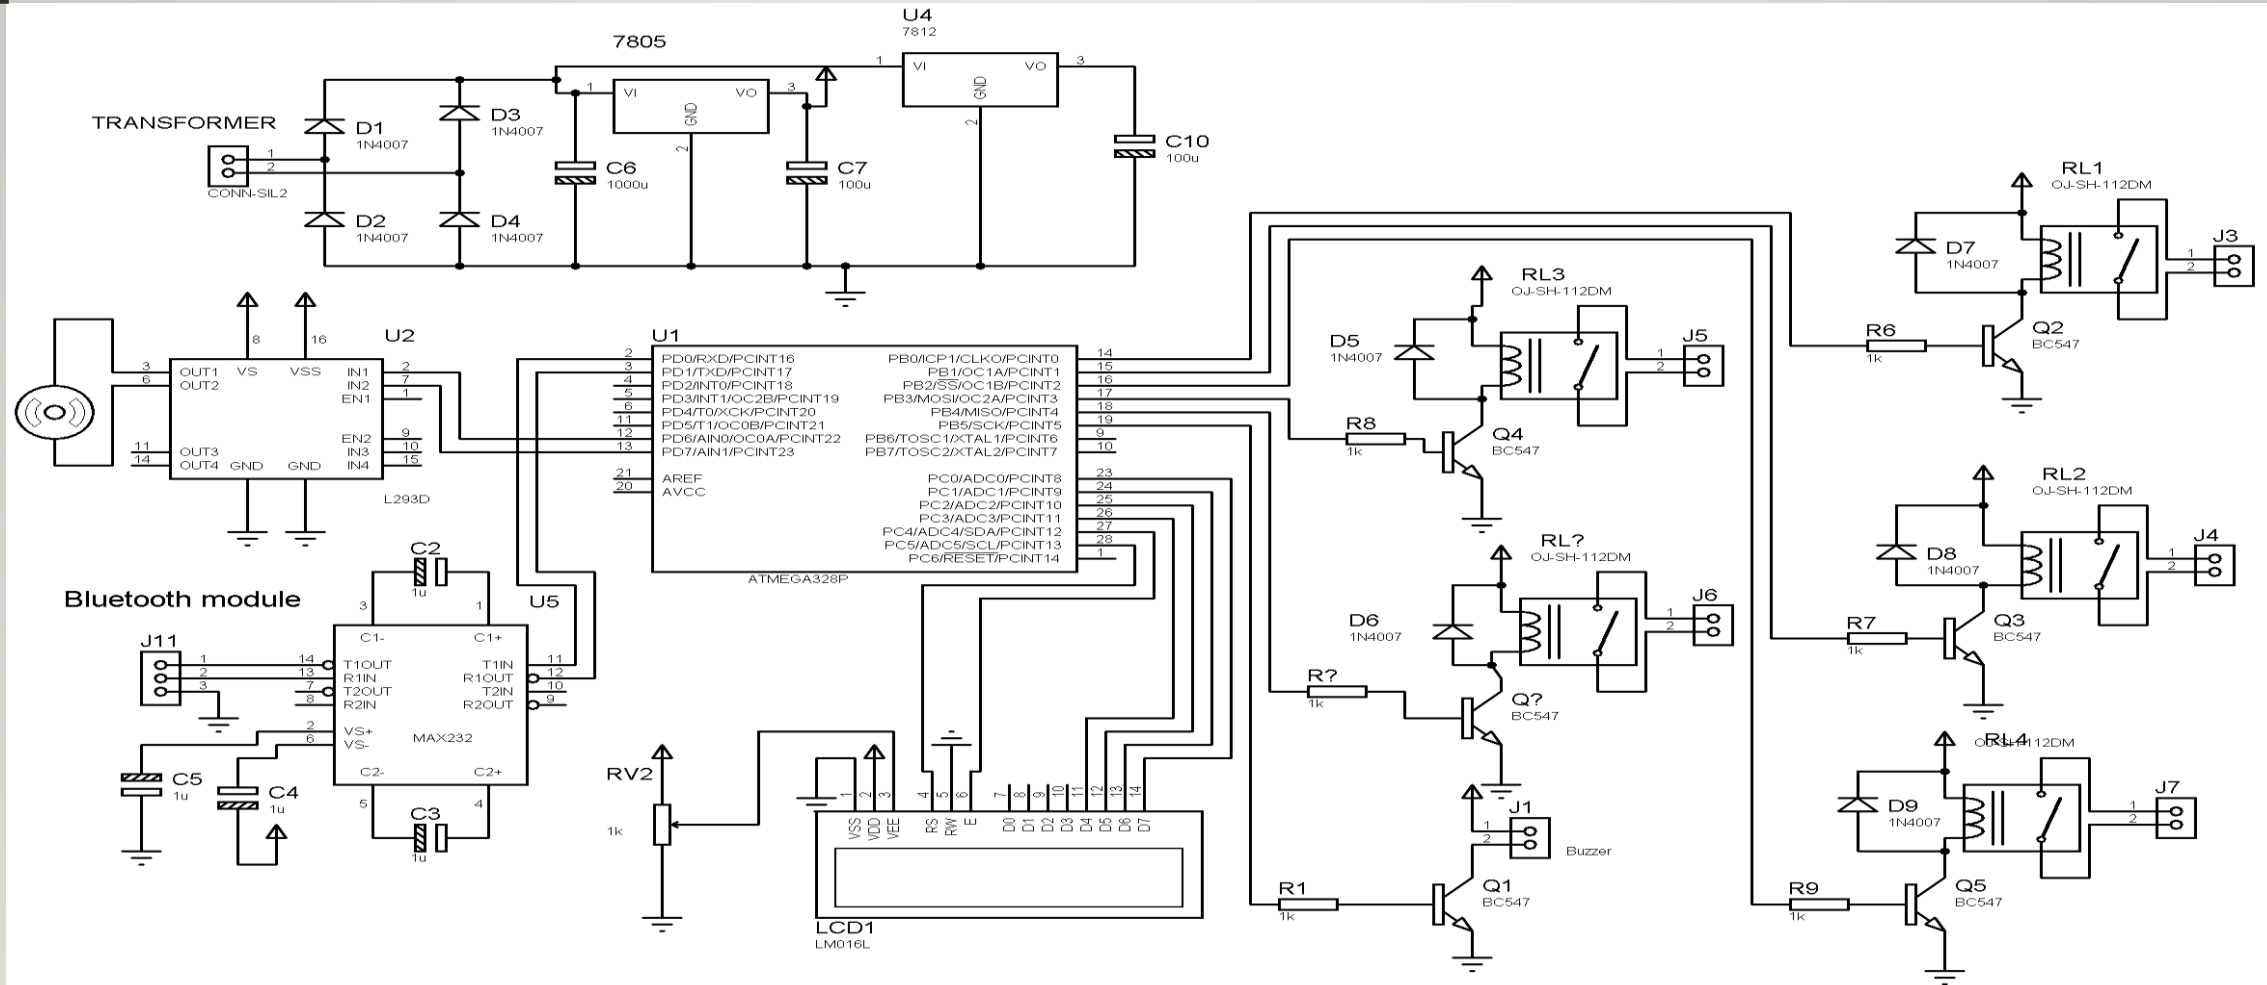 U4
7812
7805
1 VI VO 3
GND
2
1 VI VO 3
GND
2
TRANSFORMER
1
2
CONN-SIL2
D1
1N4007
D3
1N4007
D2
1N4007
D4
1N4007
C6
1000u
C7
100u
C10
100u
U2
8
16
VS VSS
3 OUT1
6 OUT2
11 OUT3
14 OUT4
IN1 2
IN2 7
EN1 1
EN2 9
IN3 10
IN4 15
GND GND
L293D
U1
2 PD0/RXD/PCINT16
3 PD1/TXD/PCINT17
4 PD2/INT0/PCINT18
5 PD3/INT1/OC2B/PCINT19
6 PD4/T0/XCK/PCINT20
11 PD5/T1/OC0B/PCINT21
12 PD6/AIN0/OC0A/PCINT22
13 PD7/AIN1/PCINT23
21 AREF
20 AVCC
PB0/ICP1/CLKO/PCINT0 14
PB1/OC1A/PCINT1 15
PB2/SS/OC1B/PCINT2 16
PB3/MOSI/OC2A/PCINT3 17
PB4/MISO/PCINT4 18
PB5/SCK/PCINT5 19
PB6/TOSC1/XTAL1/PCINT6 9
PB7/TOSC2/XTAL2/PCINT7 10
PC0/ADC0/PCINT8 23
PC1/ADC1/PCINT9 24
PC2/ADC2/PCINT10 25
PC3/ADC3/PCINT11 26
PC4/ADC4/SDA/PCINT12 27
PC5/ADC5/SCL/PCINT13 28
PC6/RESET/PCINT14 1
ATMEGA328P
Bluetooth module
J11
1
2
3
C2
1u
3
1
U5
C1- C1+
14 T1OUT
13 R1IN
7 T2OUT
8 R2IN
2 VS+
6 VS-
T1IN 11
R1OUT 12
T2IN 10
R2OUT 9
MAX232
C2- C2+
5
4
C3
1u
C5
1u
C4
1u
RV2
1k
1 VSS
2 VDD
3 VEE
4 RS
5 RW
6 E
7 D0
8 D1
9 D2
10 D3
11 D4
12 D5
13 D6
14 D7
LCD1
LM016L
RL3
OJ-SH-112DM
D5
1N4007
J5
1
2
R8
1k
Q4
BC547
RL?
OJ-SH-112DM
D6
1N4007
J6
1
2
R?
1k
Q?
BC547
J1
1
2
Buzzer
R1
1k
Q1
BC547
RL1
OJ-SH-112DM
D7
1N4007
J3
1
2
R6
1k
Q2
BC547
RL2
OJ-SH-112DM
D8
1N4007
J4
1
2
R7
1k
Q3
BC547
RL4
OJ-SH-112DM
D9
1N4007
J7
1
2
R9
1k
Q5
BC547